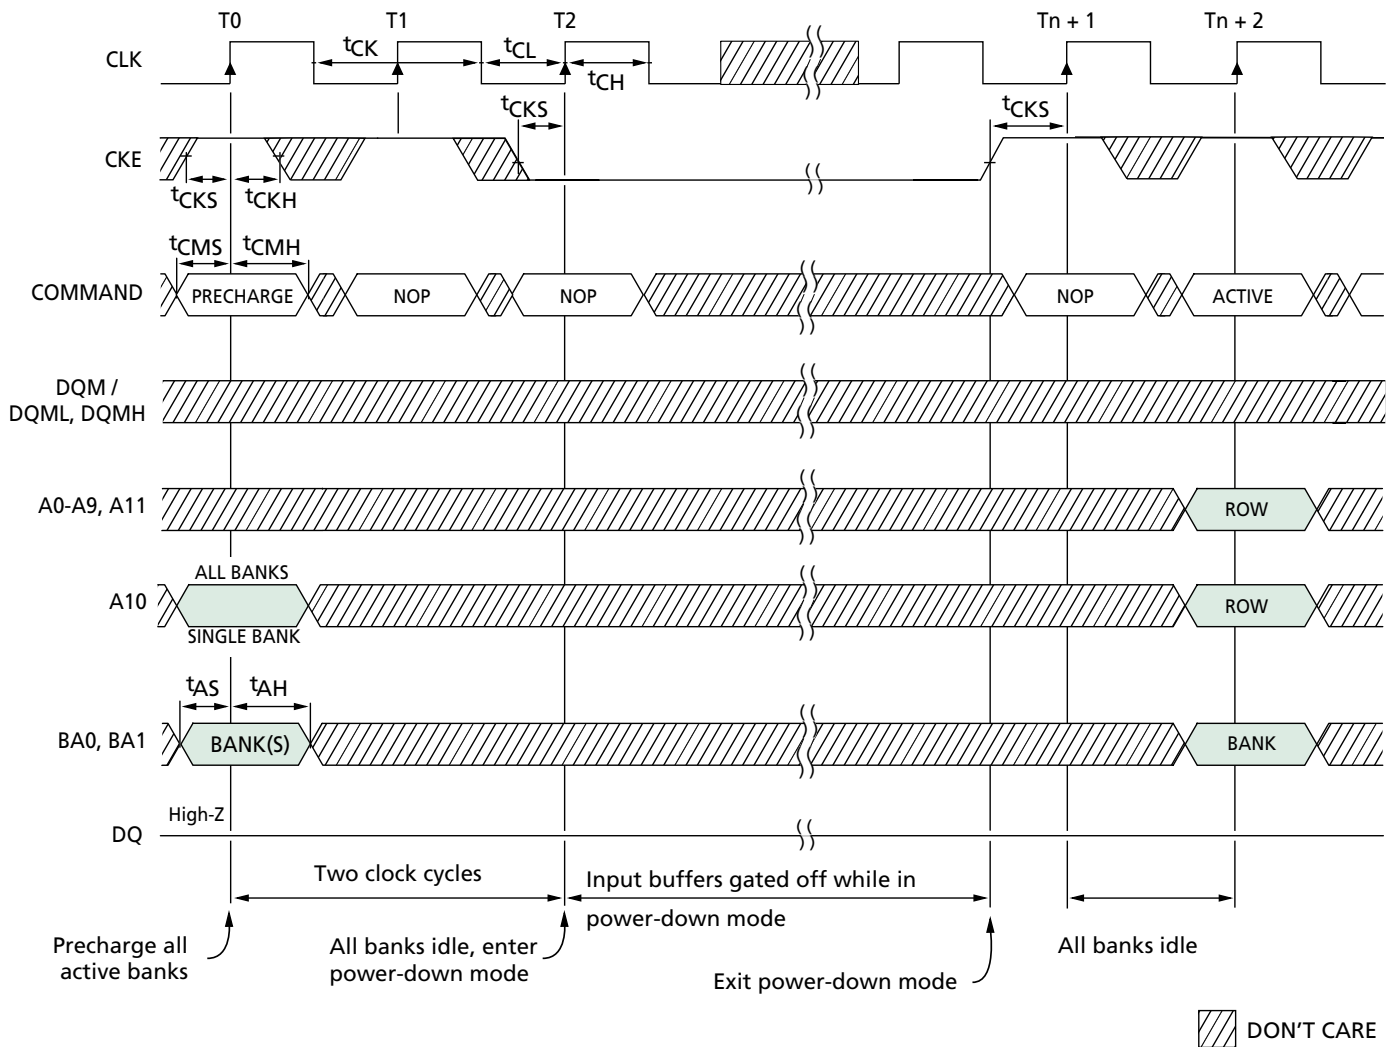 T0 T1 T2 Tn + 1 Tn + 2
CLK
tCK tCL
tCH
tCKS tCKS
CKE
tCKS tCKH
tCMS tCMH
COMMAND PRECHARGE NOP NOP NOP ACTIVE
DQM /
DQML, DQMH
A0-A9, A11 ROW
ALL BANKS
A10 ROW
SINGLE BANK
tAS tAH
BA0, BA1 BANK(S) BANK
High-Z
DQ
Two clock cycles
Input buffers gated off while in
power-down mode
Precharge all
active banks
All banks idle, enter
power-down mode
Exit power-down mode
All banks idle
DON'T CARE